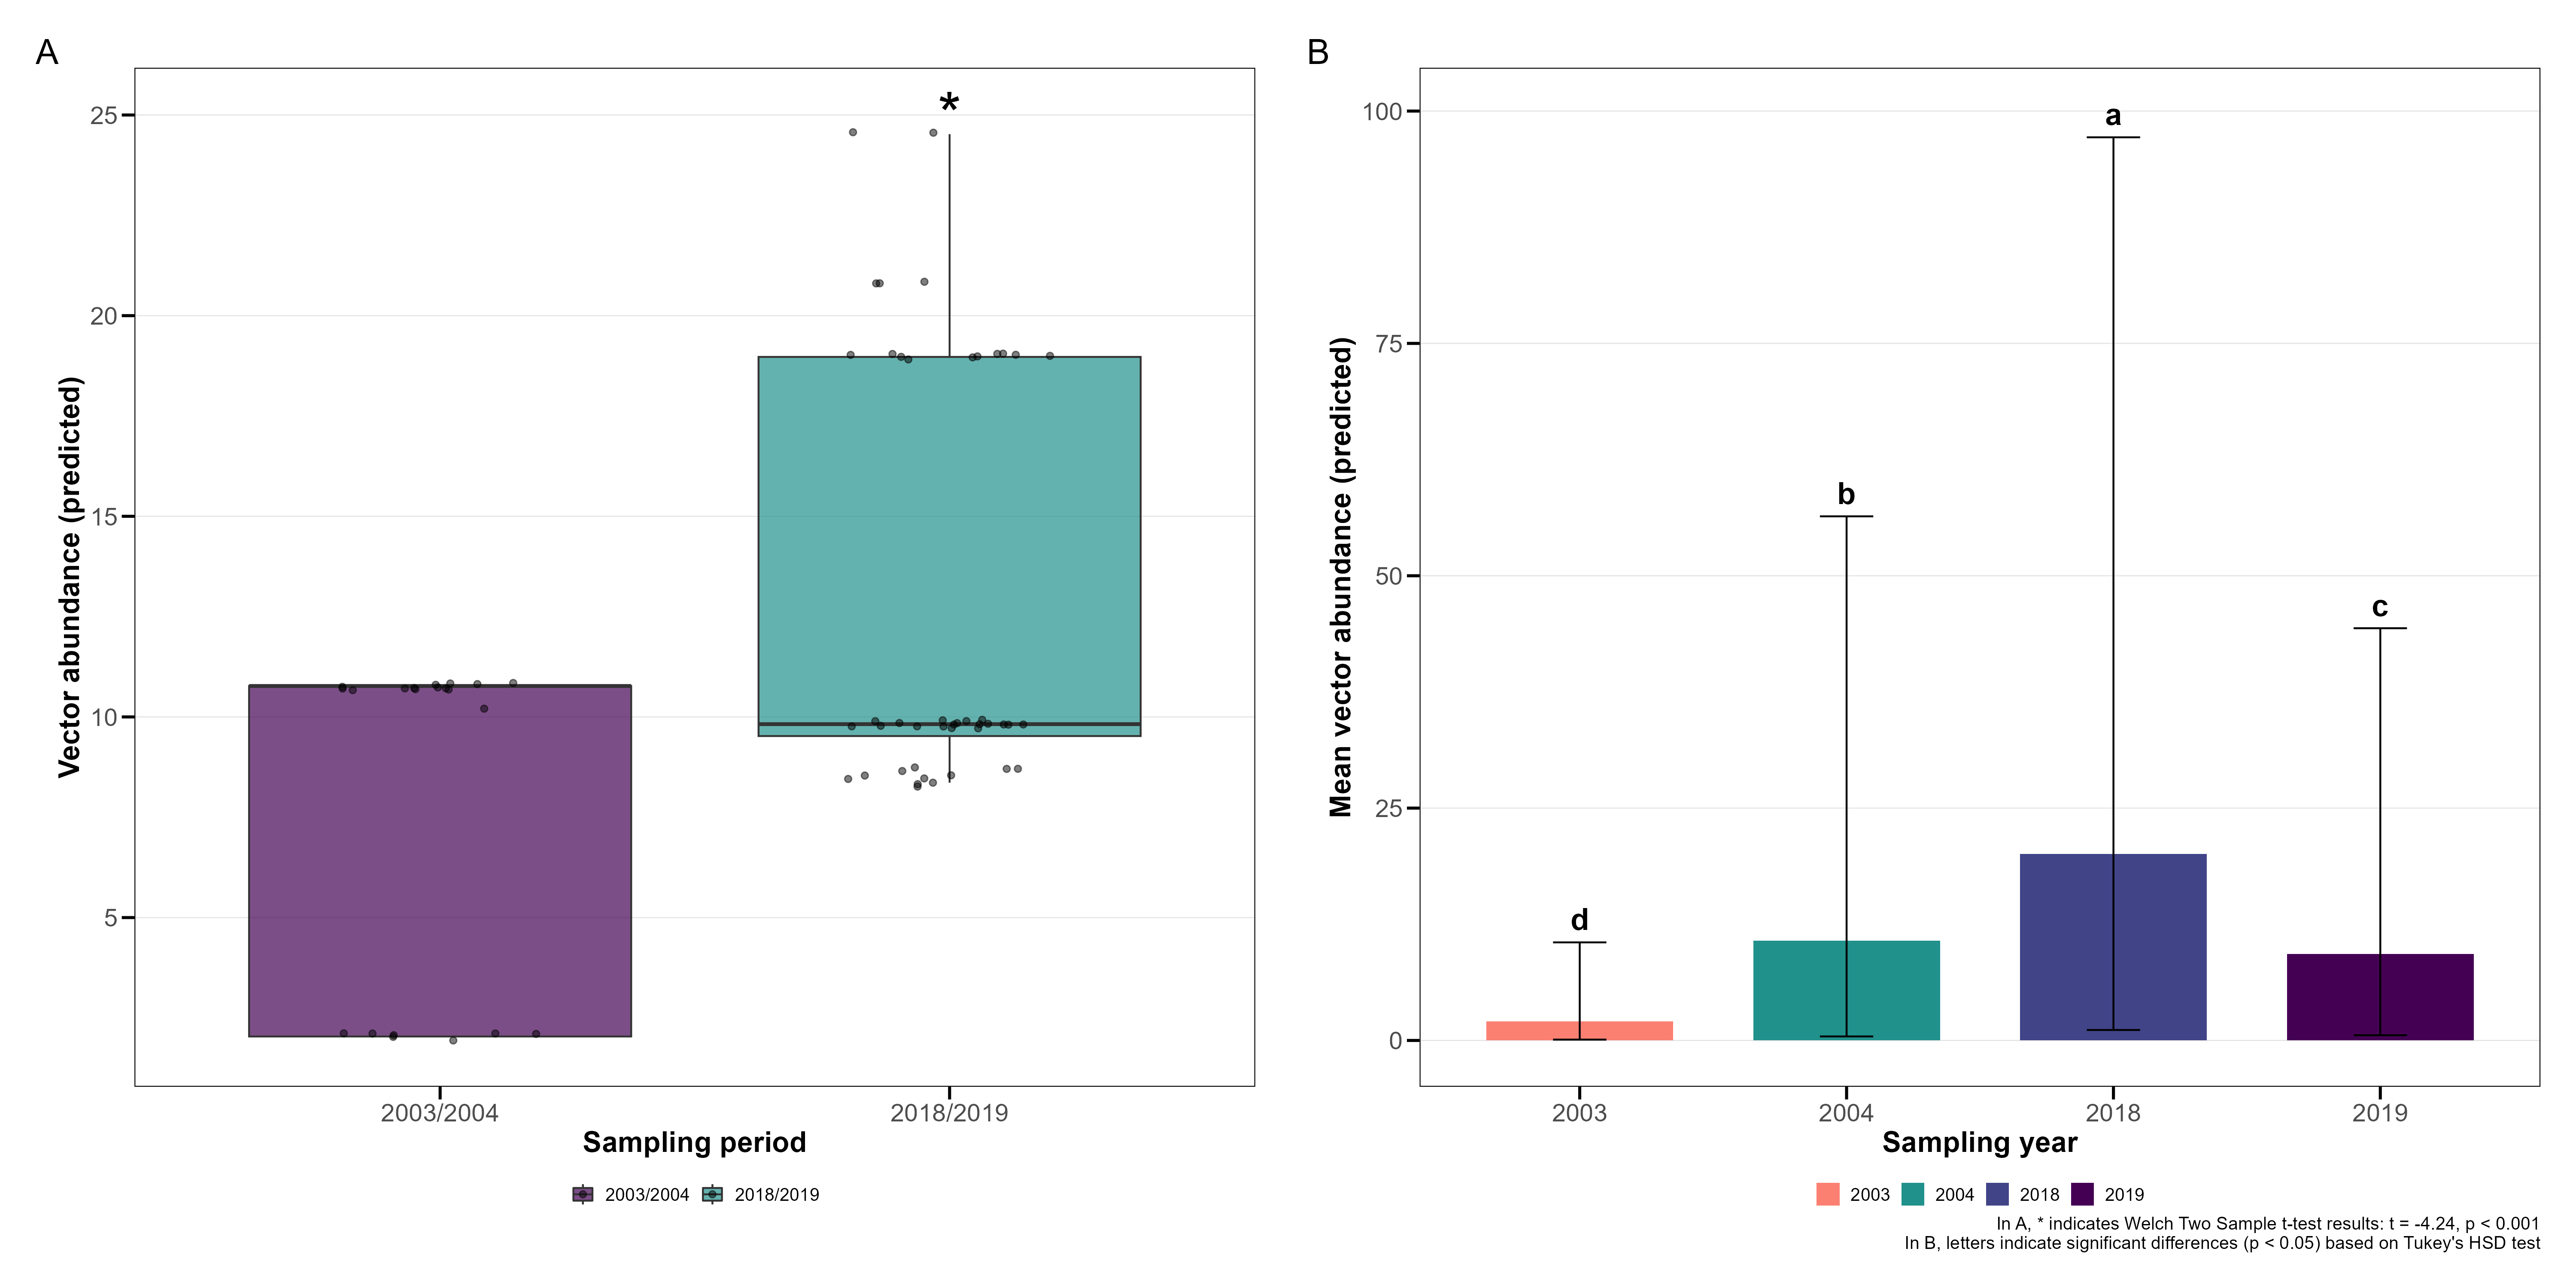 A
Vector abundance (predicted)
25
20
15
10
5
*
2003/2004
2018/2019
Sampling period
2003/2004
2018/2019
B
Mean vector abundance (predicted)
100
75
50
25
0
d
b
a
c
2003
2004
2018
2019
Sampling year
2003
2004
2018
2019
In A, * indicates Welch Two Sample t-test results: t = -4.24, p < 0.001
In B, letters indicate significant differences (p < 0.05) based on Tukey's HSD test